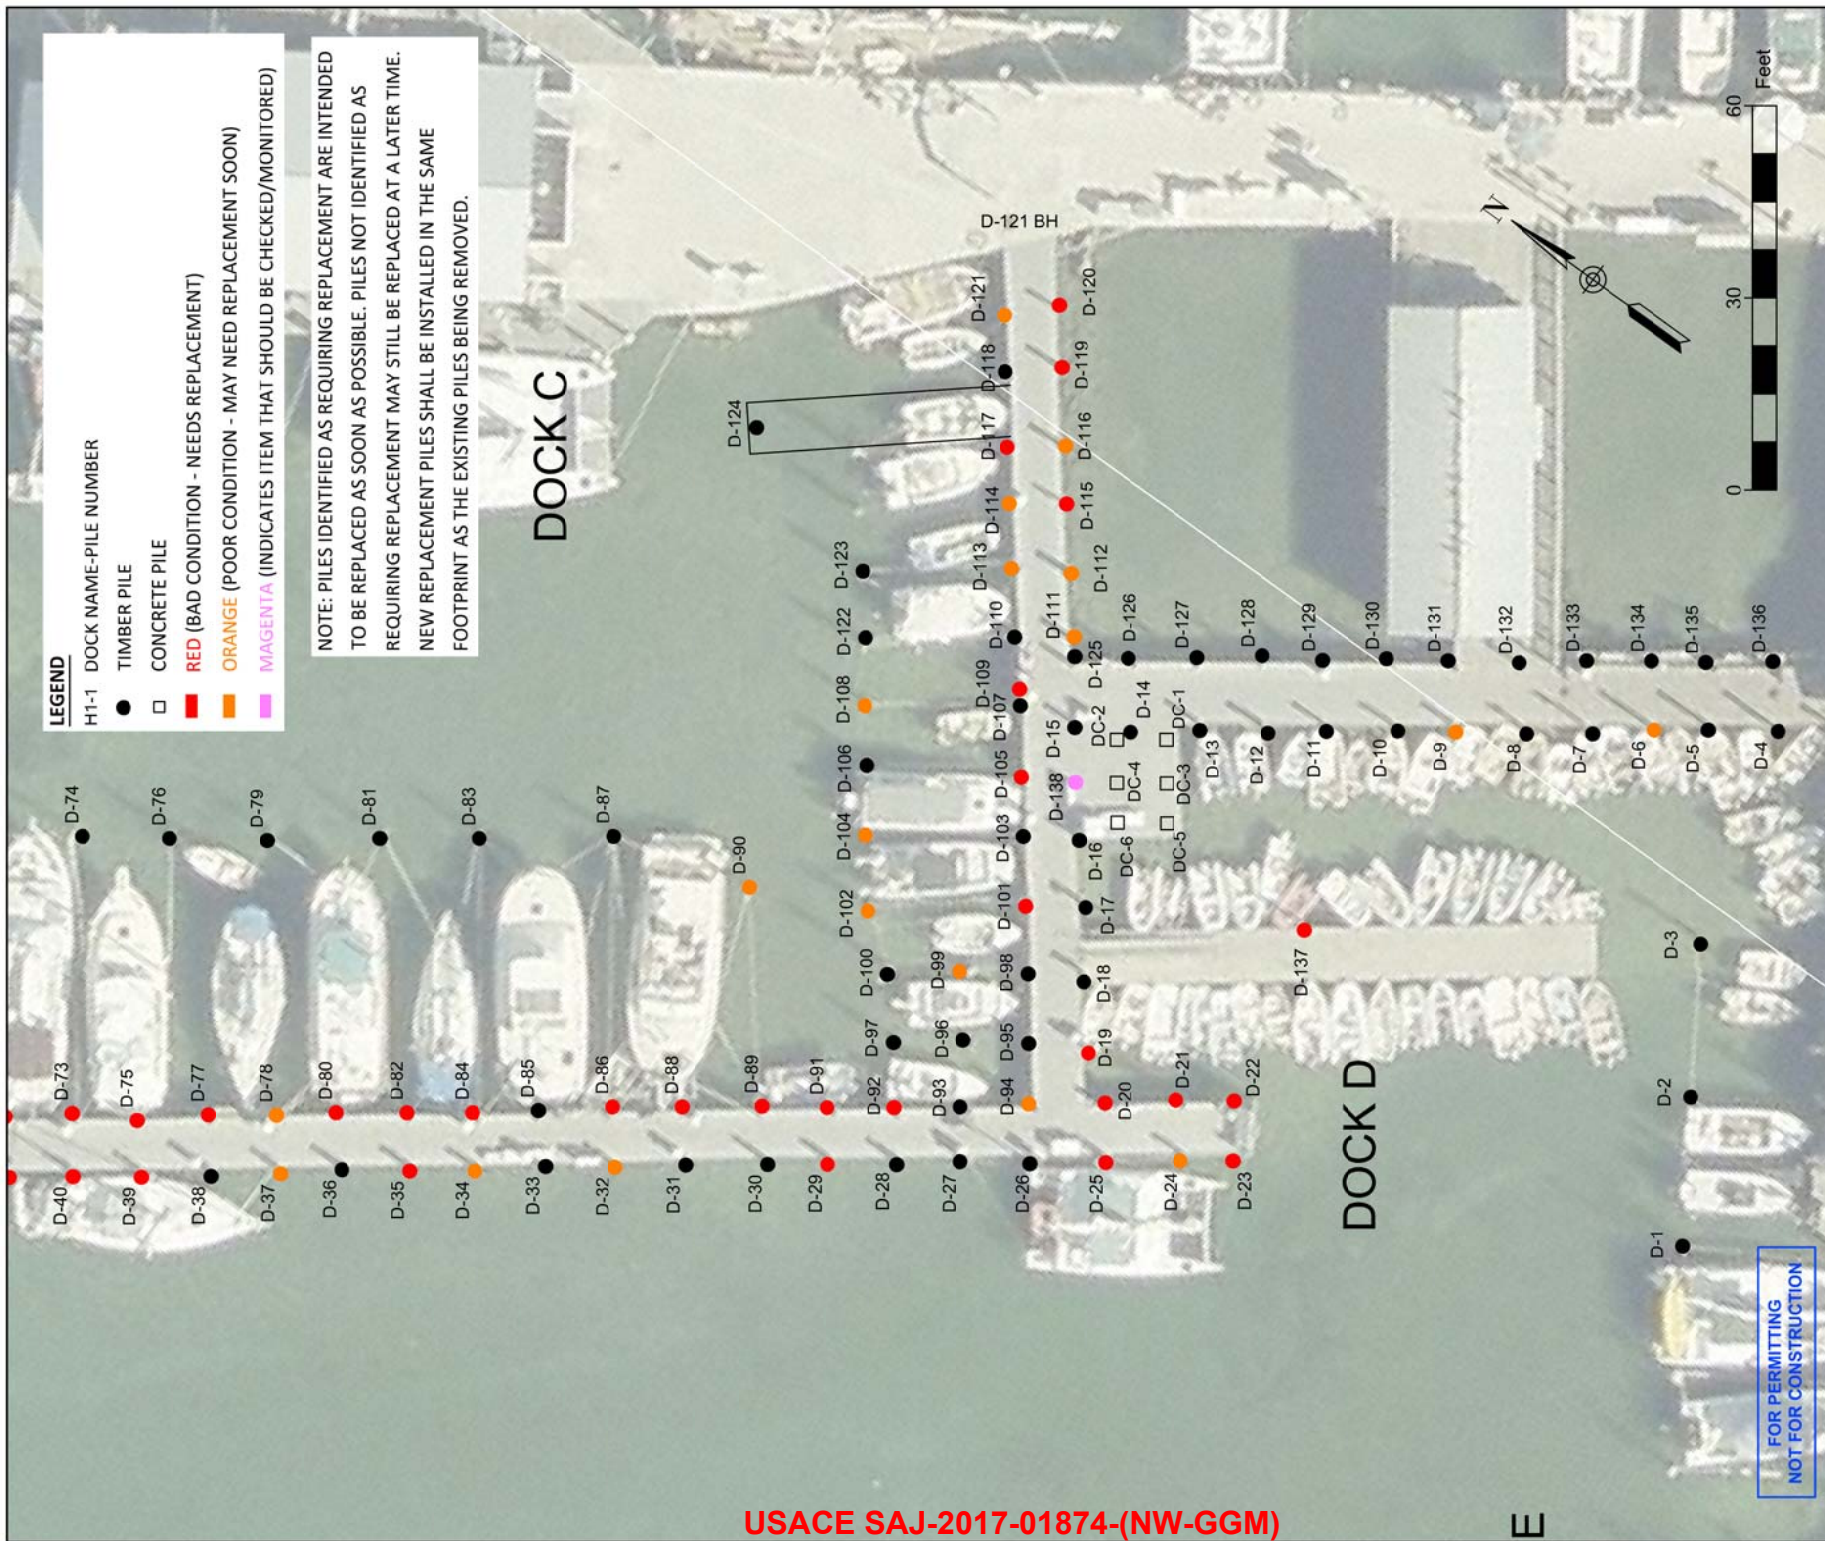 LEGEND
H1-1 DOCK NAME-PILE NUMBER
TIMBER PILE
CONCRETE PILE
RED (BAD CONDITION - NEEDS REPLACEMENT)
ORANGE (POOR CONDITION - MAY NEED REPLACEMENT SOON)
MAGENTA (INDICATES ITEM THAT SHOULD BE CHECKED/MONITORED)
NOTE: PILES IDENTIFIED AS REQUIRING REPLACEMENT ARE INTENDED
TO BE REPLACED AS SOON AS POSSIBLE. PILES NOT IDENTIFIED AS
REQUIRING REPLACEMENT MAY STILL BE REPLACED AT A LATER TIME.
NEW REPLACEMENT PILES SHALL BE INSTALLED IN THE SAME
FOOTPRINT AS THE EXISTING PILES BEING REMOVED.
DOCK C
D-121 BH
D-124
D-121
D-118
D-117
D-114
D-113
D-110
D-109
D-107
D-105
D-103
D-101
D-98
D-95
D-94
D-120
D-119
D-116
D-115
D-112
D-111
D-125
D-126
D-127
D-128
D-129
D-130
D-131
D-132
D-133
D-134
D-135
D-136
D-123
D-122
D-108
D-106
D-104
D-102
D-100
D-99
D-97
D-96
D-15
DC-2
D-14
DC-1
D-138
DC-4
DC-3
DC-6
DC-5
D-16
D-17
D-18
D-19
D-13
D-12
D-11
D-10
D-9
D-8
D-7
D-6
D-5
D-4
D-137
D-3
D-2
D-1
D-74
D-76
D-79
D-81
D-83
D-87
D-90
D-73
D-75
D-77
D-78
D-80
D-82
D-84
D-85
D-86
D-88
D-89
D-91
D-92
D-93
D-20
D-21
D-22
D-40
D-39
D-38
D-37
D-36
D-35
D-34
D-33
D-32
D-31
D-30
D-29
D-28
D-27
D-26
D-25
D-24
D-23
DOCK D
E
N
0 30 60
Feet
FOR PERMITTING
NOT FOR CONSTRUCTION
USACE SAJ-2017-01874-(NW-GGM)